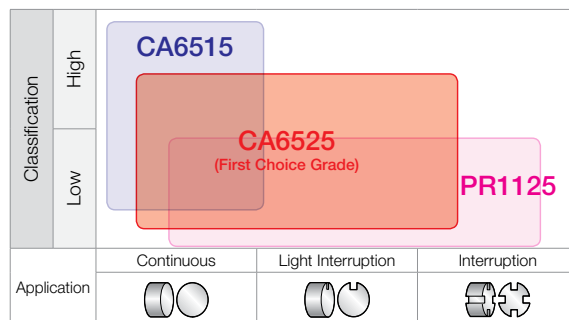 Classification
High
Low
CA6515
CA6525
(First Choice Grade)
PR1125
Application
Continuous
Light Interruption
Interruption